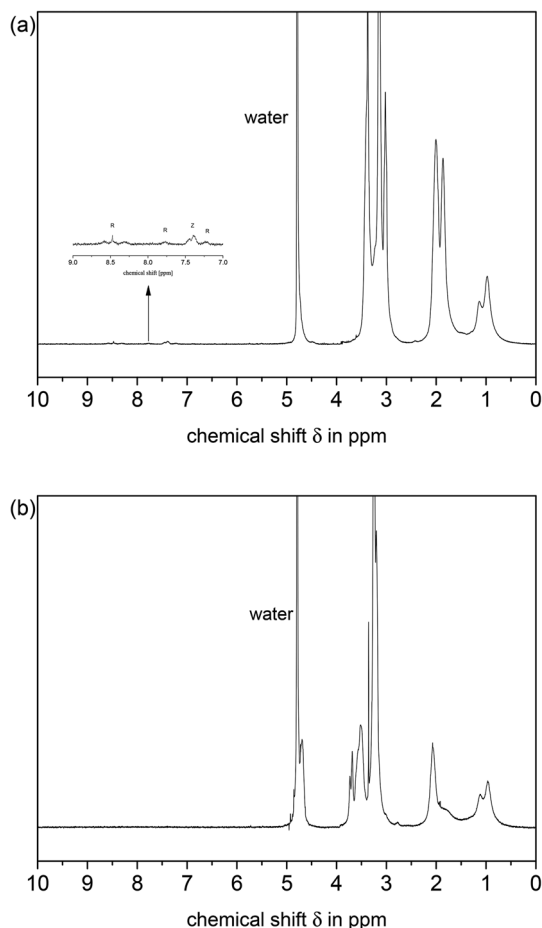 (a)
water
R R Z R
9.0 8.5 8.0 7.5 7.0
chemical shift [ppm]
10 9 8 7 6 5 4 3 2 1 0
chemical shift δ in ppm
(b)
water
10 9 8 7 6 5 4 3 2 1 0
chemical shift δ in ppm